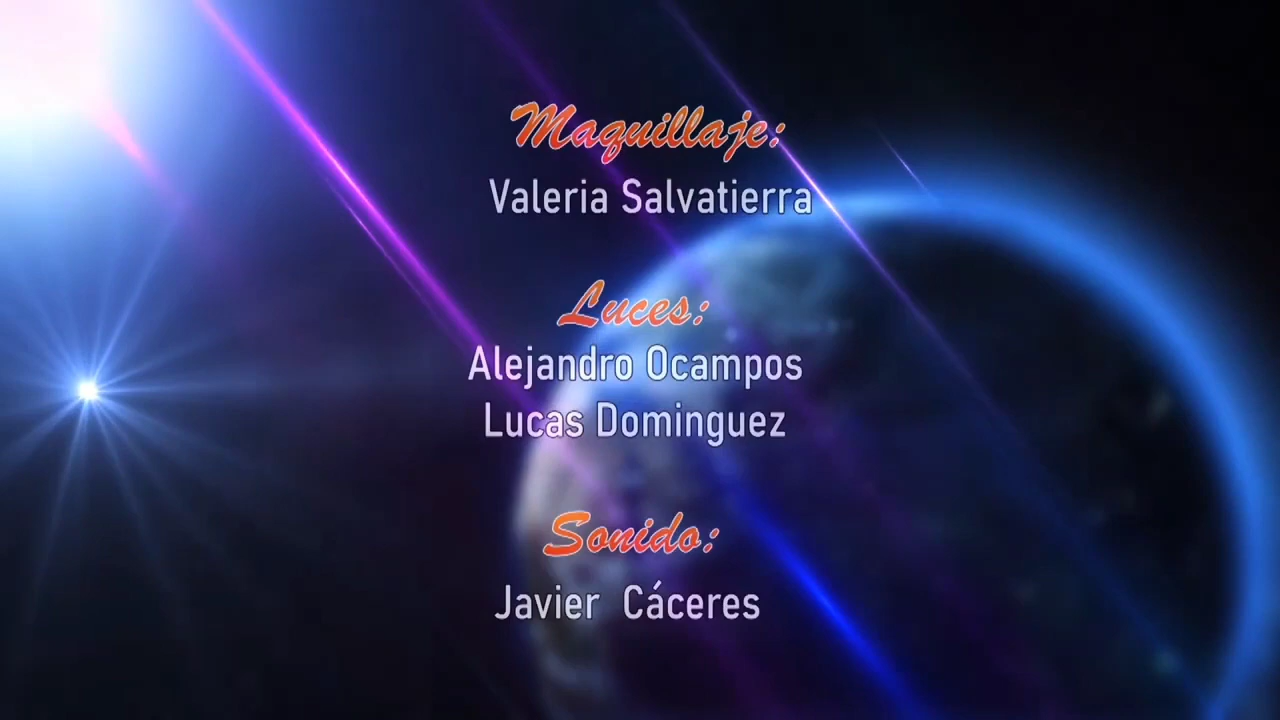 Maquillaje:
Valeria Salvatierra
Luces:
Alejandro Ocampos
Lucas Dominguez
Sonido:
Javier Cáceres